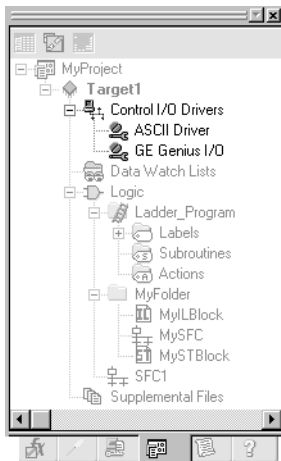 MyProject
Target1
Control I/O Drivers
ASCII Driver
GE Genius I/O
Data Watch Lists
Logic
Ladder_Program
Labels
Subroutines
Actions
MyFolder
MyILBlock
MySFC
MySTBlock
SFC1
Supplemental Files